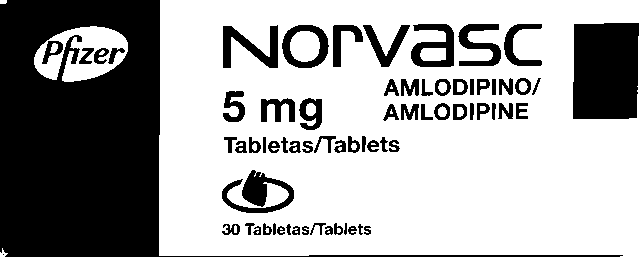 Pfizer
Norvasc
5 mg
AMLODIPINO/
AMLODIPINE
Tabletas/Tablets
30 Tabletas/Tablets